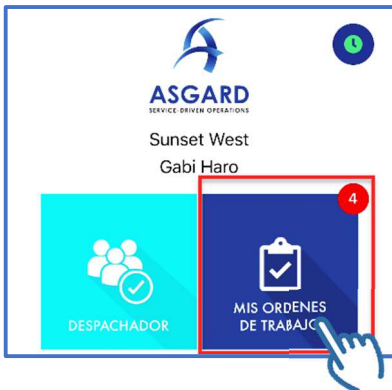 ASGARD
SERVICE-DRIVEN OPERATIONS
Sunset West
Gabi Haro
4
DESPACHADOR
MIS ORDENES
DE TRABAJO